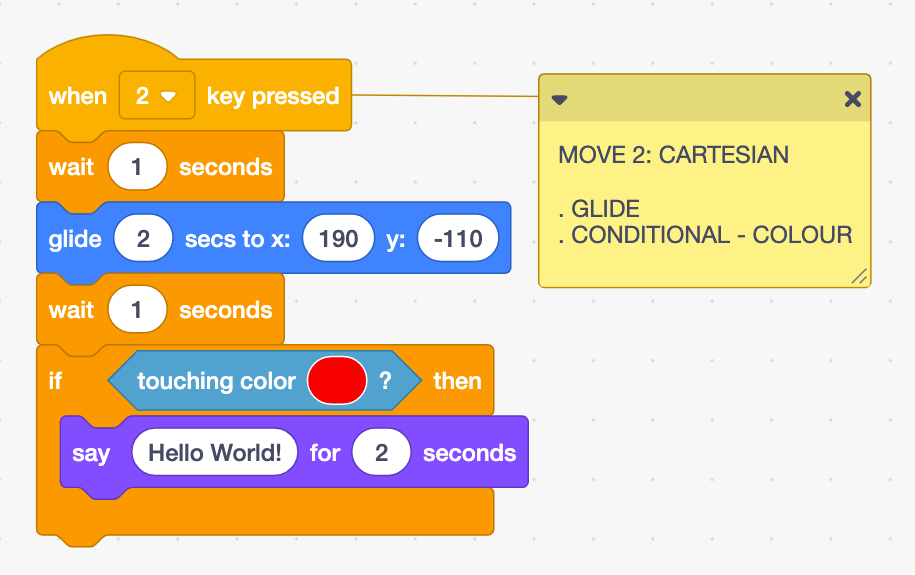 when 2 key pressed
wait 1 seconds
glide 2 secs to x: 190 y: -110
wait 1 seconds
if touching color ? then
say Hello World! for 2 seconds
MOVE 2: CARTESIAN
. GLIDE
. CONDITIONAL - COLOUR